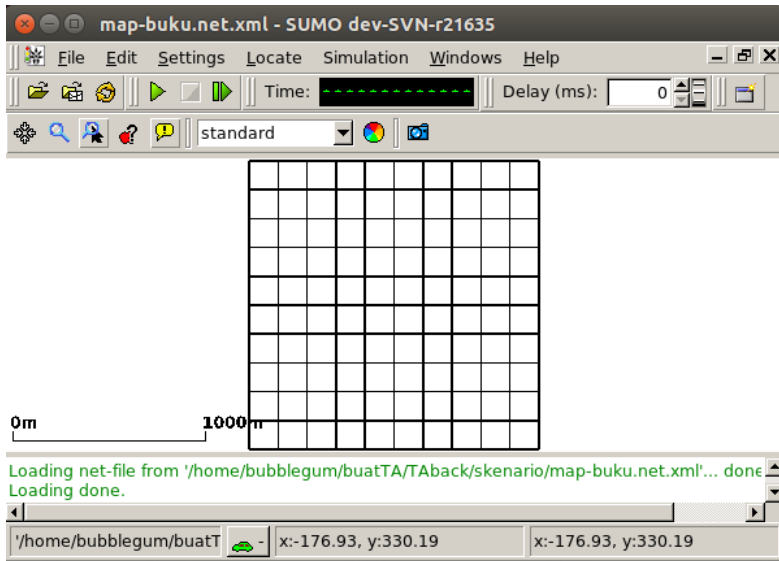 map-buku.net.xml - SUMO dev-SVN-r21635
File Edit Settings Locate Simulation Windows Help
Time: Delay (ms): 0
standard
0m 1000m
Loading net-file from '/home/bubblegum/buatTA/TAback/skenario/map-buku.net.xml'... done
Loading done.
'/home/bubblegum/buatT - x:-176.93, y:330.19 x:-176.93, y:330.19